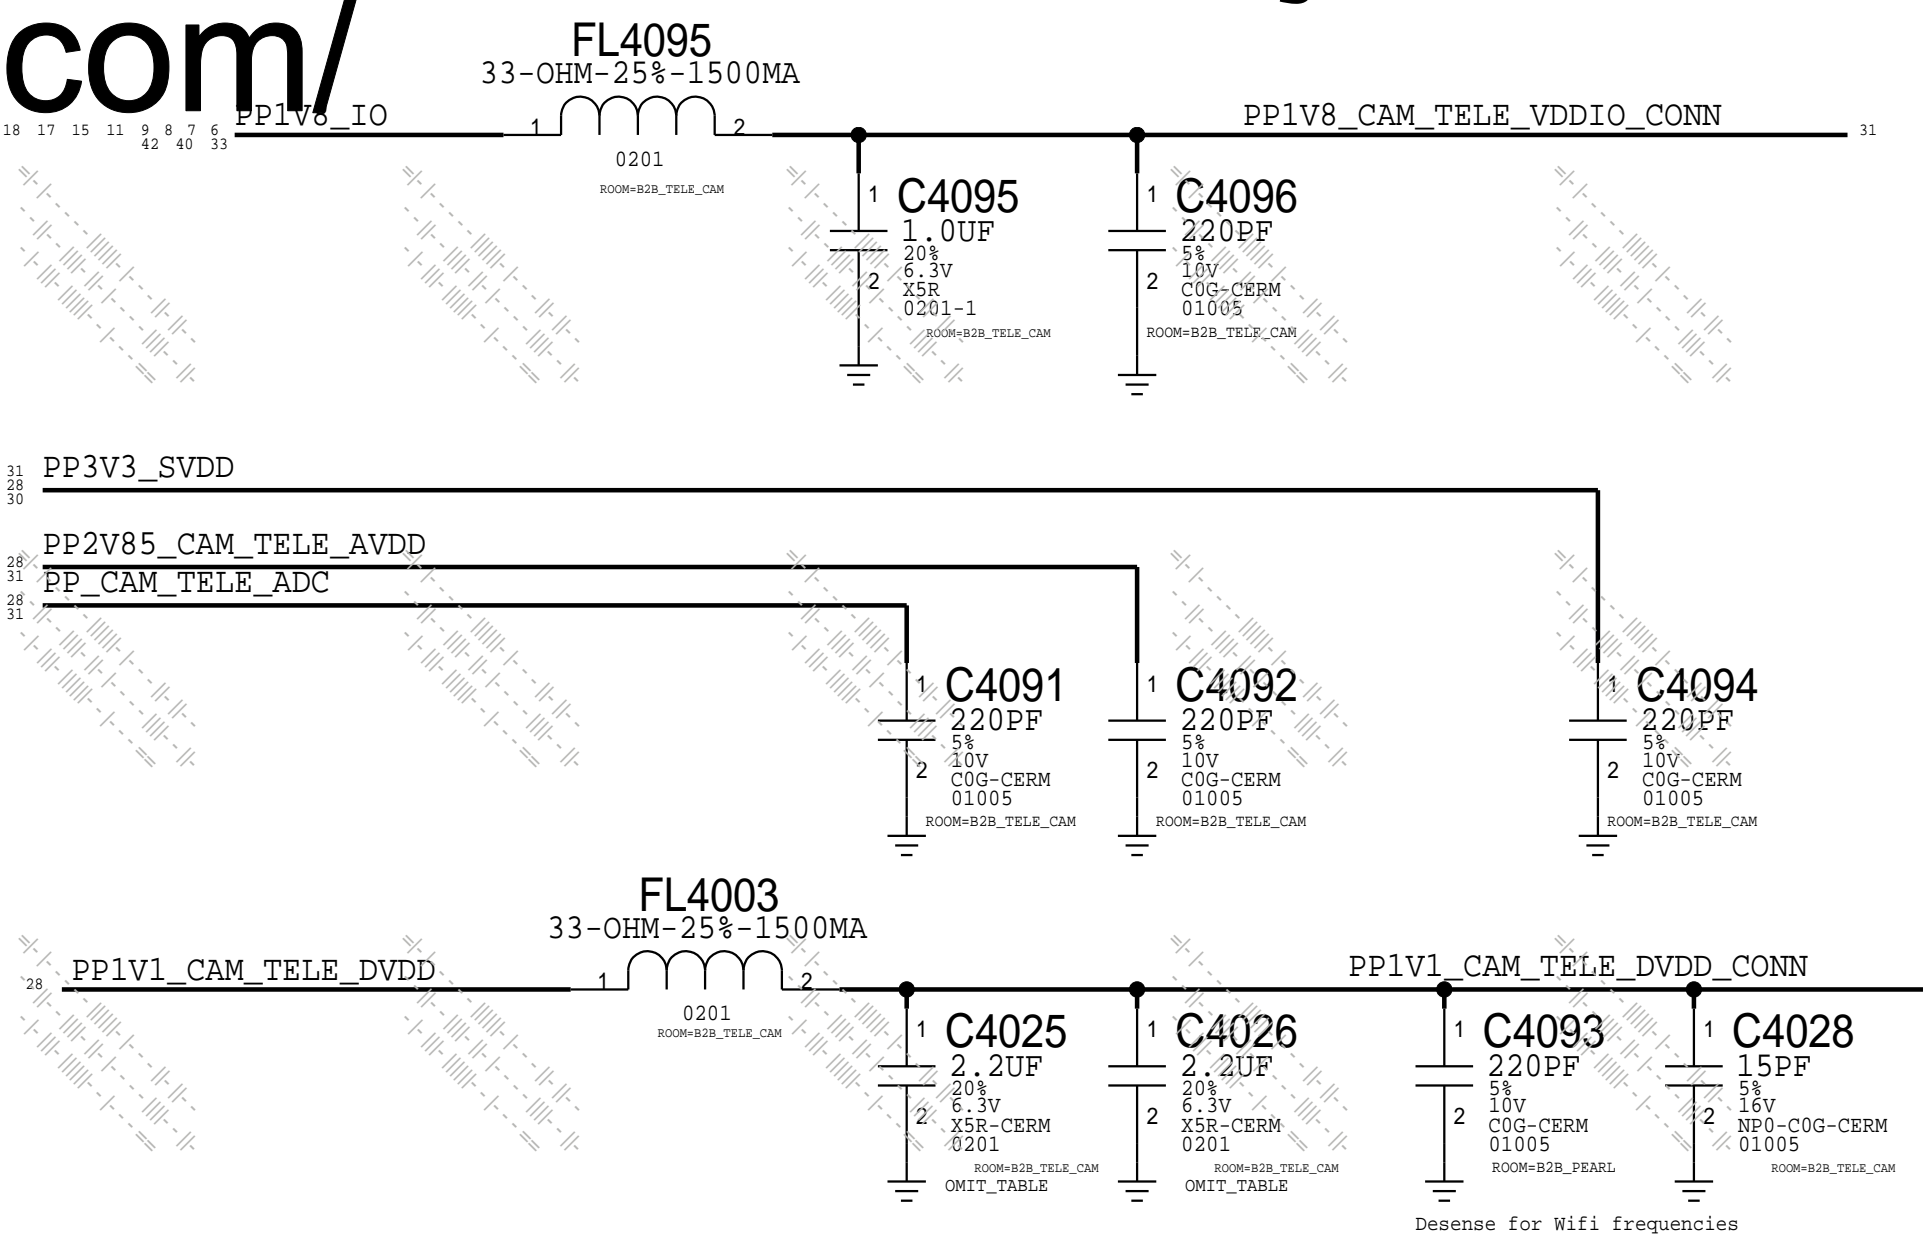 com/
FL4095
33-OHM-25%-1500MA
PP1V8_IO
18 17 15 11 9 8 7 6
42 40 33
1
2
0201
ROOM=B2B_TELE_CAM
PP1V8_CAM_TELE_VDDIO_CONN
31
1
C4095
1.0UF
20%
6.3V
2
X5R
0201-1
ROOM=B2B_TELE_CAM
1
C4096
220PF
5%
10V
2
C0G-CERM
01005
ROOM=B2B_TELE_CAM
31
28
30
PP3V3_SVDD
PP2V85_CAM_TELE_AVDD
28
31
PP_CAM_TELE_ADC
28
31
1
C4091
220PF
5%
10V
2
C0G-CERM
01005
ROOM=B2B_TELE_CAM
1
C4092
220PF
5%
10V
2
C0G-CERM
01005
ROOM=B2B_TELE_CAM
1
C4094
220PF
5%
10V
2
C0G-CERM
01005
ROOM=B2B_TELE_CAM
FL4003
33-OHM-25%-1500MA
28
PP1V1_CAM_TELE_DVDD
1
2
0201
ROOM=B2B_TELE_CAM
PP1V1_CAM_TELE_DVDD_CONN
1
C4025
2.2UF
20%
6.3V
2
X5R-CERM
0201
ROOM=B2B_TELE_CAM
OMIT_TABLE
1
C4026
2.2UF
20%
6.3V
2
X5R-CERM
0201
ROOM=B2B_TELE_CAM
OMIT_TABLE
1
C4093
220PF
5%
10V
2
C0G-CERM
01005
ROOM=B2B_PEARL
1
C4028
15PF
5%
16V
2
NP0-C0G-CERM
01005
ROOM=B2B_TELE_CAM
Desense for Wifi frequencies